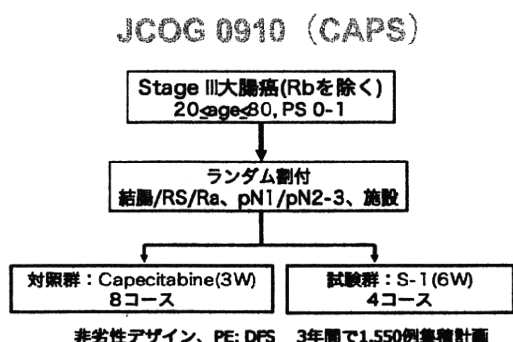 JCOG 0910（CAPS）
Stage III大腸癌(Rbを除く)
20≤age≤80, PS 0-1
ランダム割付
結腸/RS/Ra、pN1/pN2-3、施設
対照群：Capecitabine(3W)
8コース
試験群：S-1(6W)
4コース
非劣性デザイン、PE: DFS　3年間で1,550例集積計画